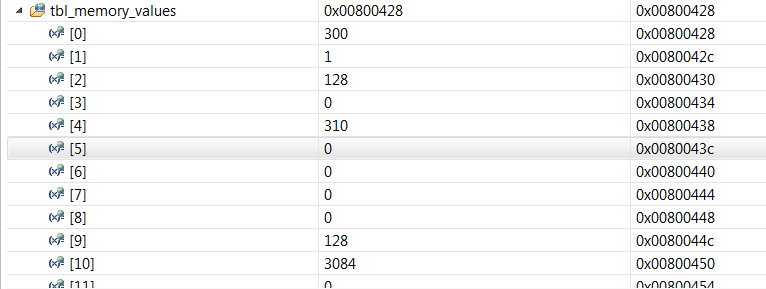 tbl_memory_values 0x00800428 0x00800428
(x)= [0] 300 0x00800428
(x)= [1] 1 0x0080042c
(x)= [2] 128 0x00800430
(x)= [3] 0 0x00800434
(x)= [4] 310 0x00800438
(x)= [5] 0 0x0080043c
(x)= [6] 0 0x00800440
(x)= [7] 0 0x00800444
(x)= [8] 0 0x00800448
(x)= [9] 128 0x0080044c
(x)= [10] 3084 0x00800450
(x)= [11] 0 0x00800454